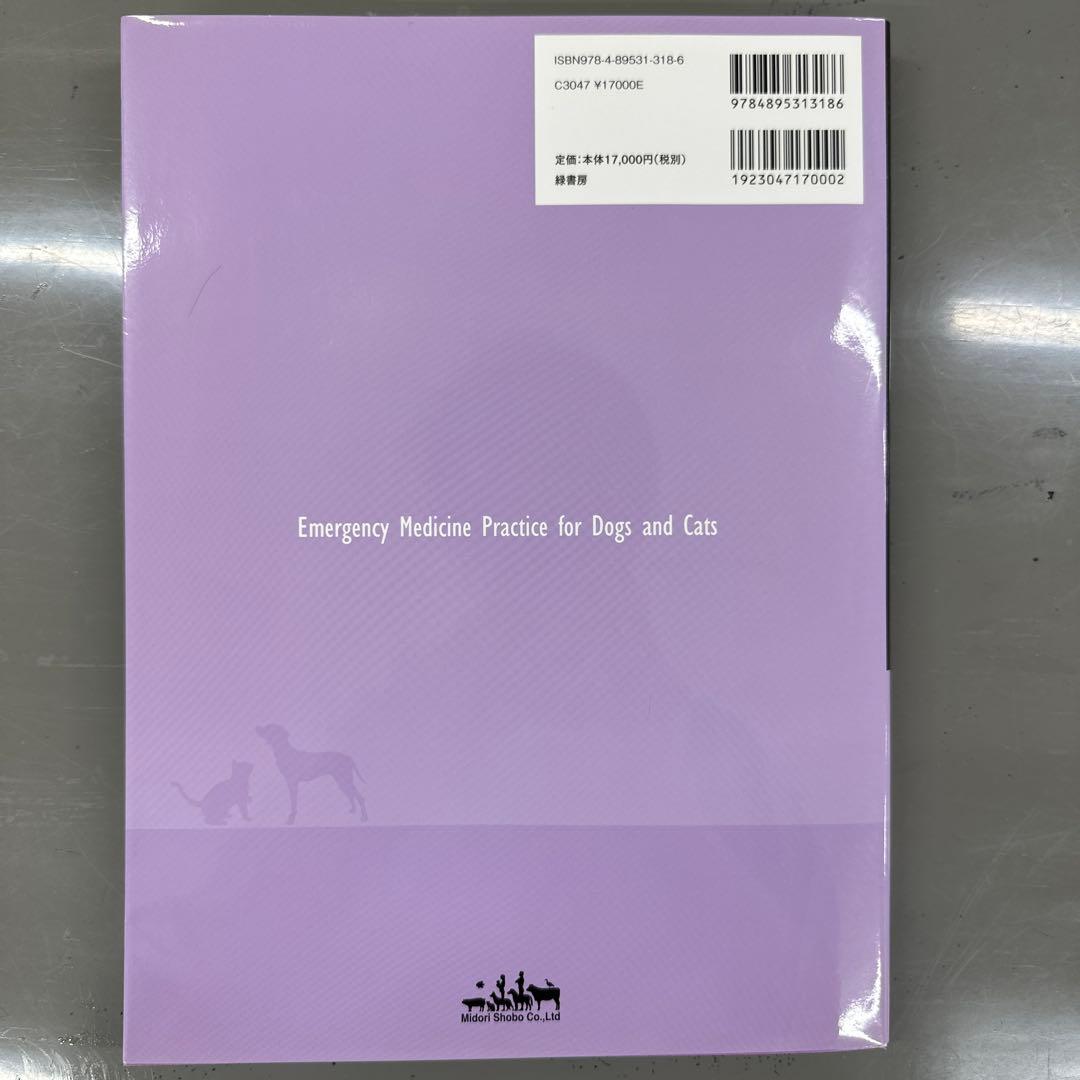 ISBN978-4-89531-318-6
C3047 ¥17000E
9784895313186
定価：本体17,000円（税別）
緑書房
1923047170002
Emergency Medicine Practice for Dogs and Cats
Midori Shobo Co.,Ltd